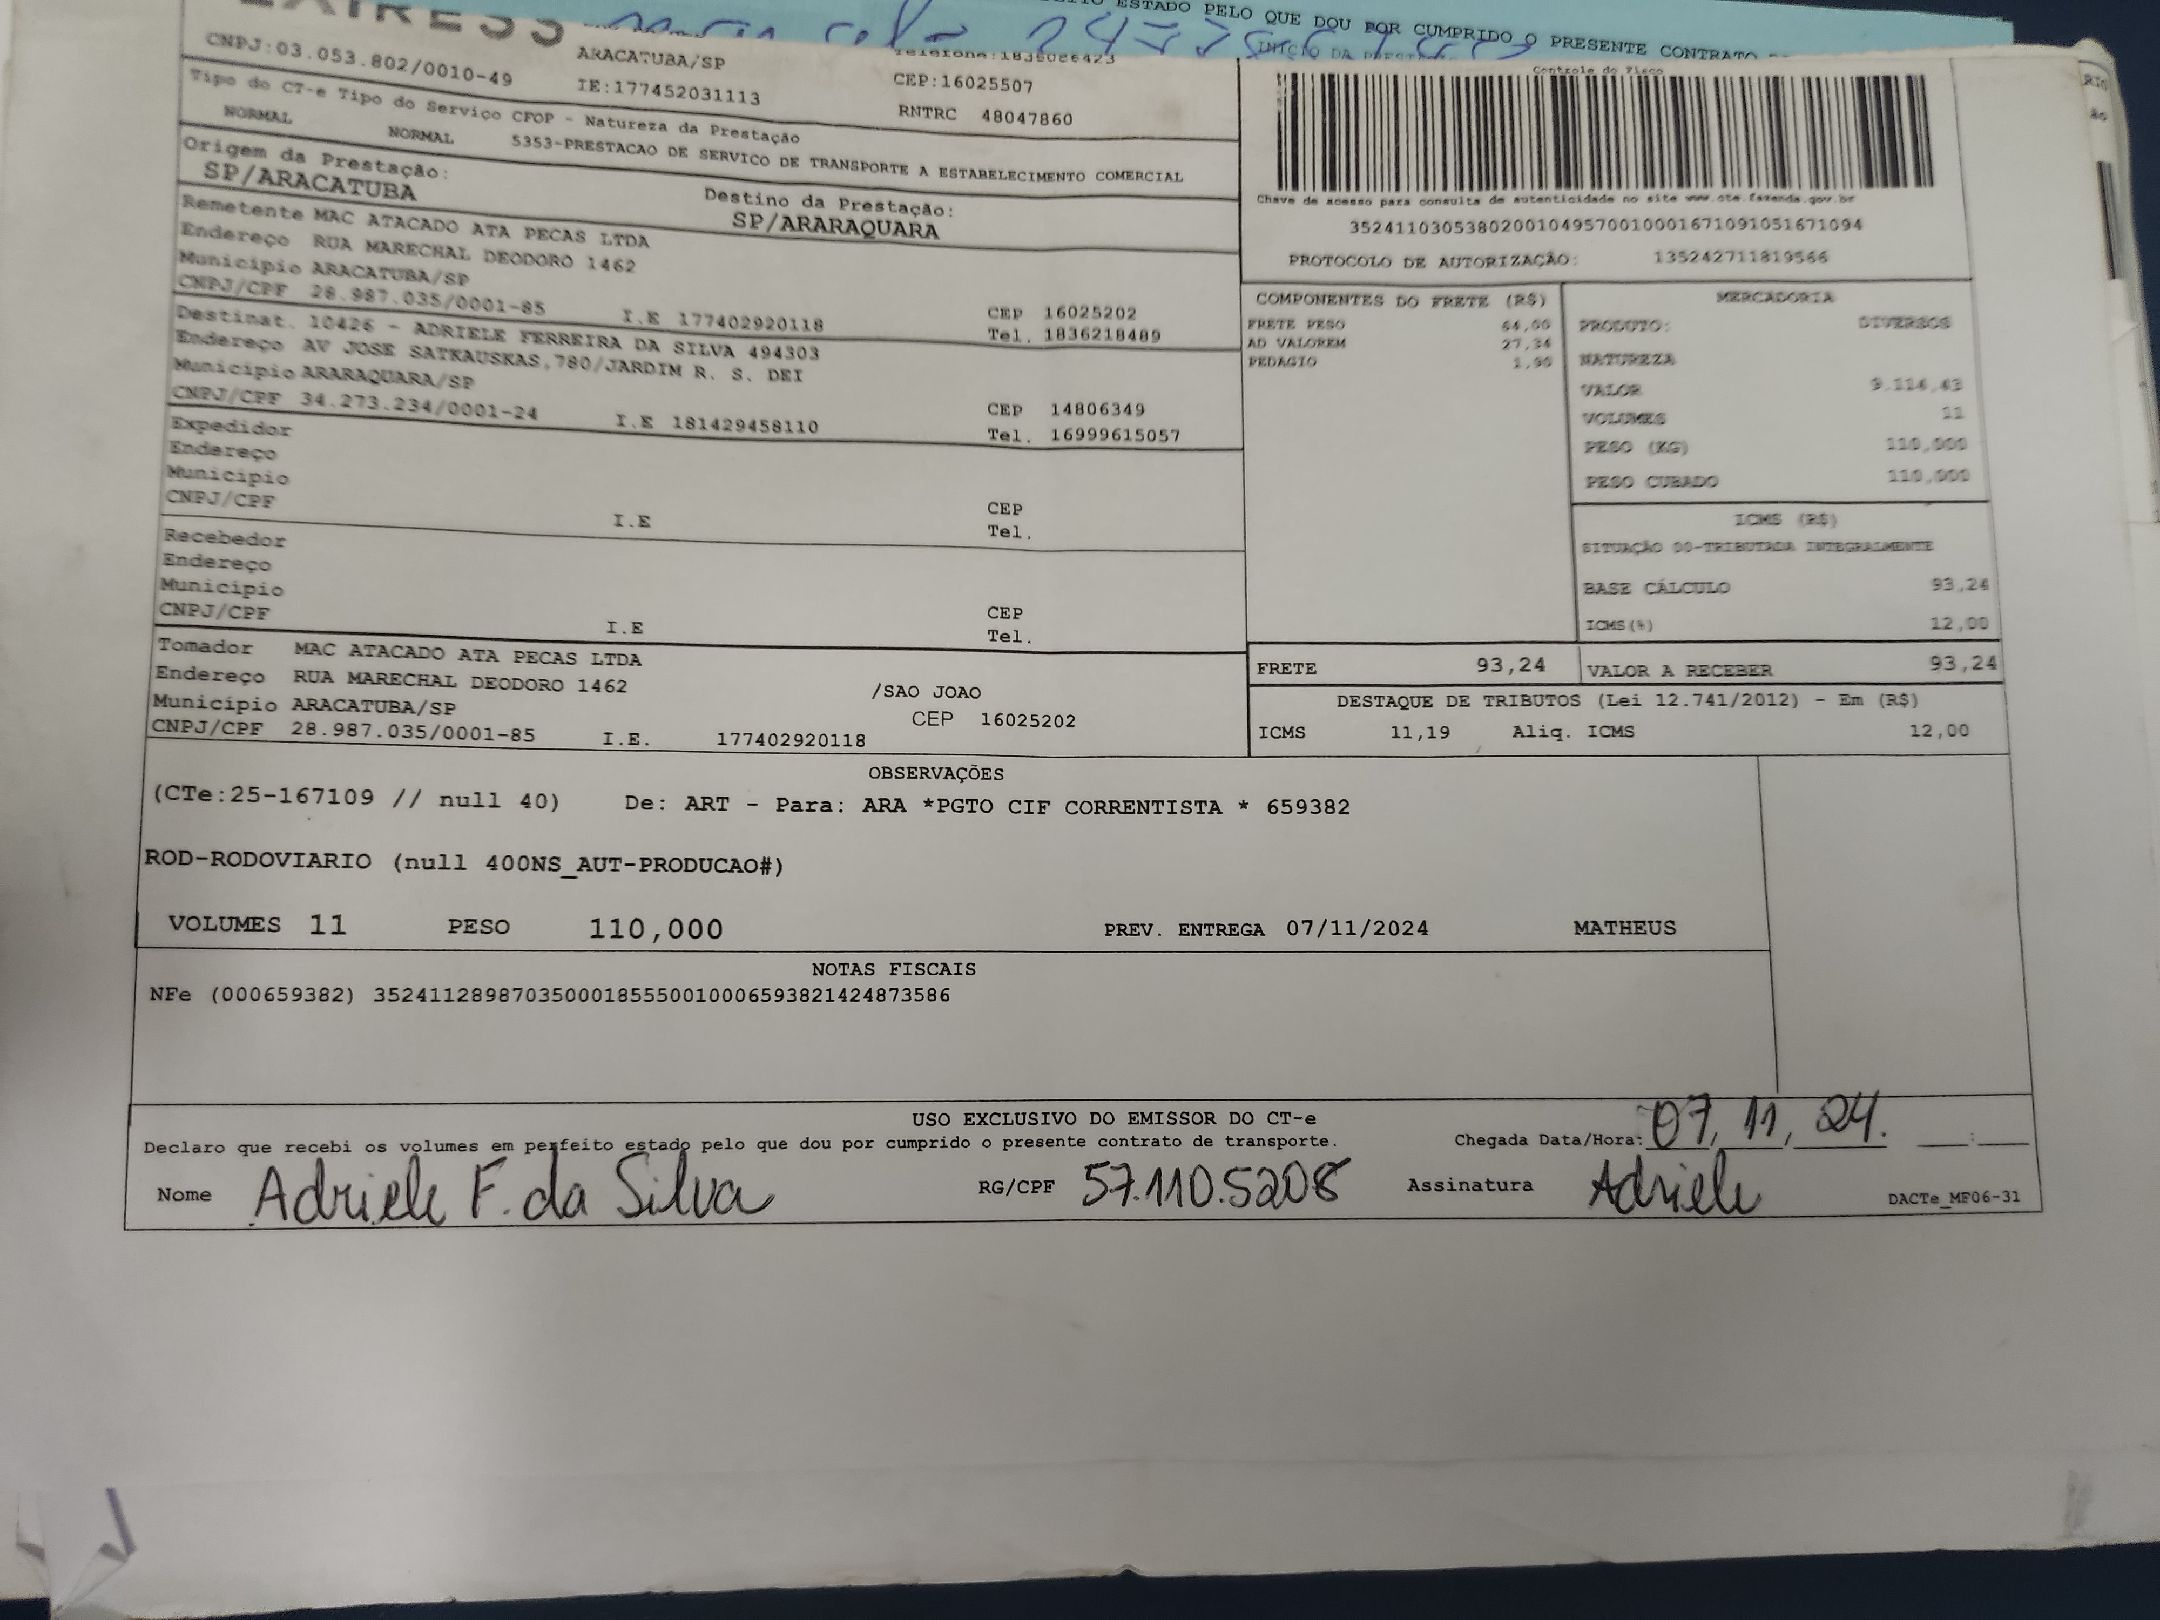 ESTADO PELO QUE DOU POR CUMPRIDO O PRESENTE CONTRATO
CNPJ:03.053.802/0010-49 ARACATUBA/SP
IE:177452031113 CEP:16025507
RNTRC 48047860
Tipo do CT-e Tipo do Serviço CFOP - Natureza da Prestação
NORMAL NORMAL 5353-PRESTACAO DE SERVICO DE TRANSPORTE A ESTABELECIMENTO COMERCIAL
Origem da Prestação: Destino da Prestação:
SP/ARACATUBA SP/ARARAQUARA
Remetente MAC ATACADO ATA PECAS LTDA
Endereço RUA MARECHAL DEODORO 1462
Município ARACATUBA/SP CEP 16025202
CNPJ/CPF 28.987.035/0001-85 I.E 177402920118 Tel. 1836218489
Destinat. 10426 - ADRIELE FERREIRA DA SILVA 494303
Endereço AV JOSE SATKAUSKAS,780/JARDIM R. S. DEI
Município ARARAQUARA/SP CEP 14806349
CNPJ/CPF 34.273.234/0001-24 I.E 181429458110 Tel. 16999615057
Expedidor
Endereço
Município CEP
CNPJ/CPF I.E Tel.
Recebedor
Endereço
Município CEP
CNPJ/CPF I.E Tel.
Tomador MAC ATACADO ATA PECAS LTDA
Endereço RUA MARECHAL DEODORO 1462 /SAO JOAO
Município ARACATUBA/SP CEP 16025202
CNPJ/CPF 28.987.035/0001-85 I.E. 177402920118
Controle do Fisco
Chave de acesso para consulta de autenticidade no site www.cte.fazenda.gov.br
35241103053802001049570010001671091051671094
PROTOCOLO DE AUTORIZAÇÃO: 135242711819566
COMPONENTES DO FRETE (R$)
FRETE PESO 64,00
AD VALOREM 27,34
PEDAGIO 1,90
MERCADORIA
PRODUTO: DIVERSOS
NATUREZA
VALOR 9.114,43
VOLUMES 11
PESO (KG) 110,000
PESO CUBADO 110,000
ICMS (R$)
SITUAÇÃO 00-TRIBUTADA INTEGRALMENTE
BASE CÁLCULO 93,24
ICMS(%) 12,00
FRETE 93,24 VALOR A RECEBER 93,24
DESTAQUE DE TRIBUTOS (Lei 12.741/2012) - Em (R$)
ICMS 11,19 Aliq. ICMS 12,00
OBSERVAÇÕES
(CTe:25-167109 // null 40) De: ART - Para: ARA *PGTO CIF CORRENTISTA * 659382
ROD-RODOVIARIO (null 400NS_AUT-PRODUCAO#)
VOLUMES 11 PESO 110,000 PREV. ENTREGA 07/11/2024 MATHEUS
NOTAS FISCAIS
NFe (000659382) 35241128987035000185550010006593821424873586
USO EXCLUSIVO DO EMISSOR DO CT-e
Declaro que recebi os volumes em perfeito estado pelo que dou por cumprido o presente contrato de transporte. Chegada Data/Hora: 07, 11, 24.
Nome Adriele F. da Silva RG/CPF 57.110.5208 Assinatura Adriele DACTe_MF06-31